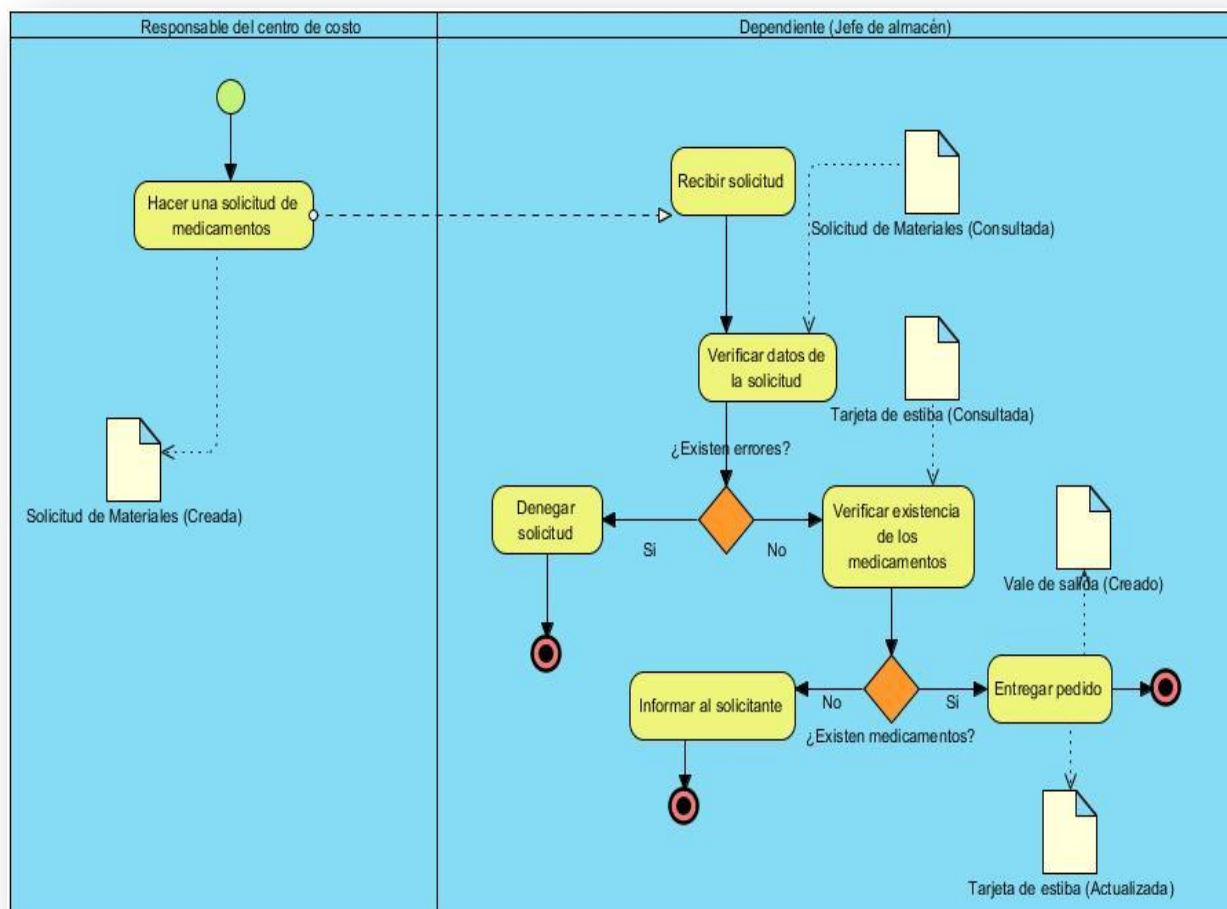 Responsable del centro de costo
Dependiente (Jefe de almacén)
Hacer una solicitud de
medicamentos
Solicitud de Materiales (Creada)
Recibir solicitud
Solicitud de Materiales (Consultada)
Verificar datos de
la solicitud
Tarjeta de estiba (Consultada)
¿Existen errores?
Denegar
solicitud
Si
No
Verificar existencia
de los
medicamentos
Vale de salida (Creado)
Informar al solicitante
No
Si
Entregar pedido
¿Existen medicamentos?
Tarjeta de estiba (Actualizada)